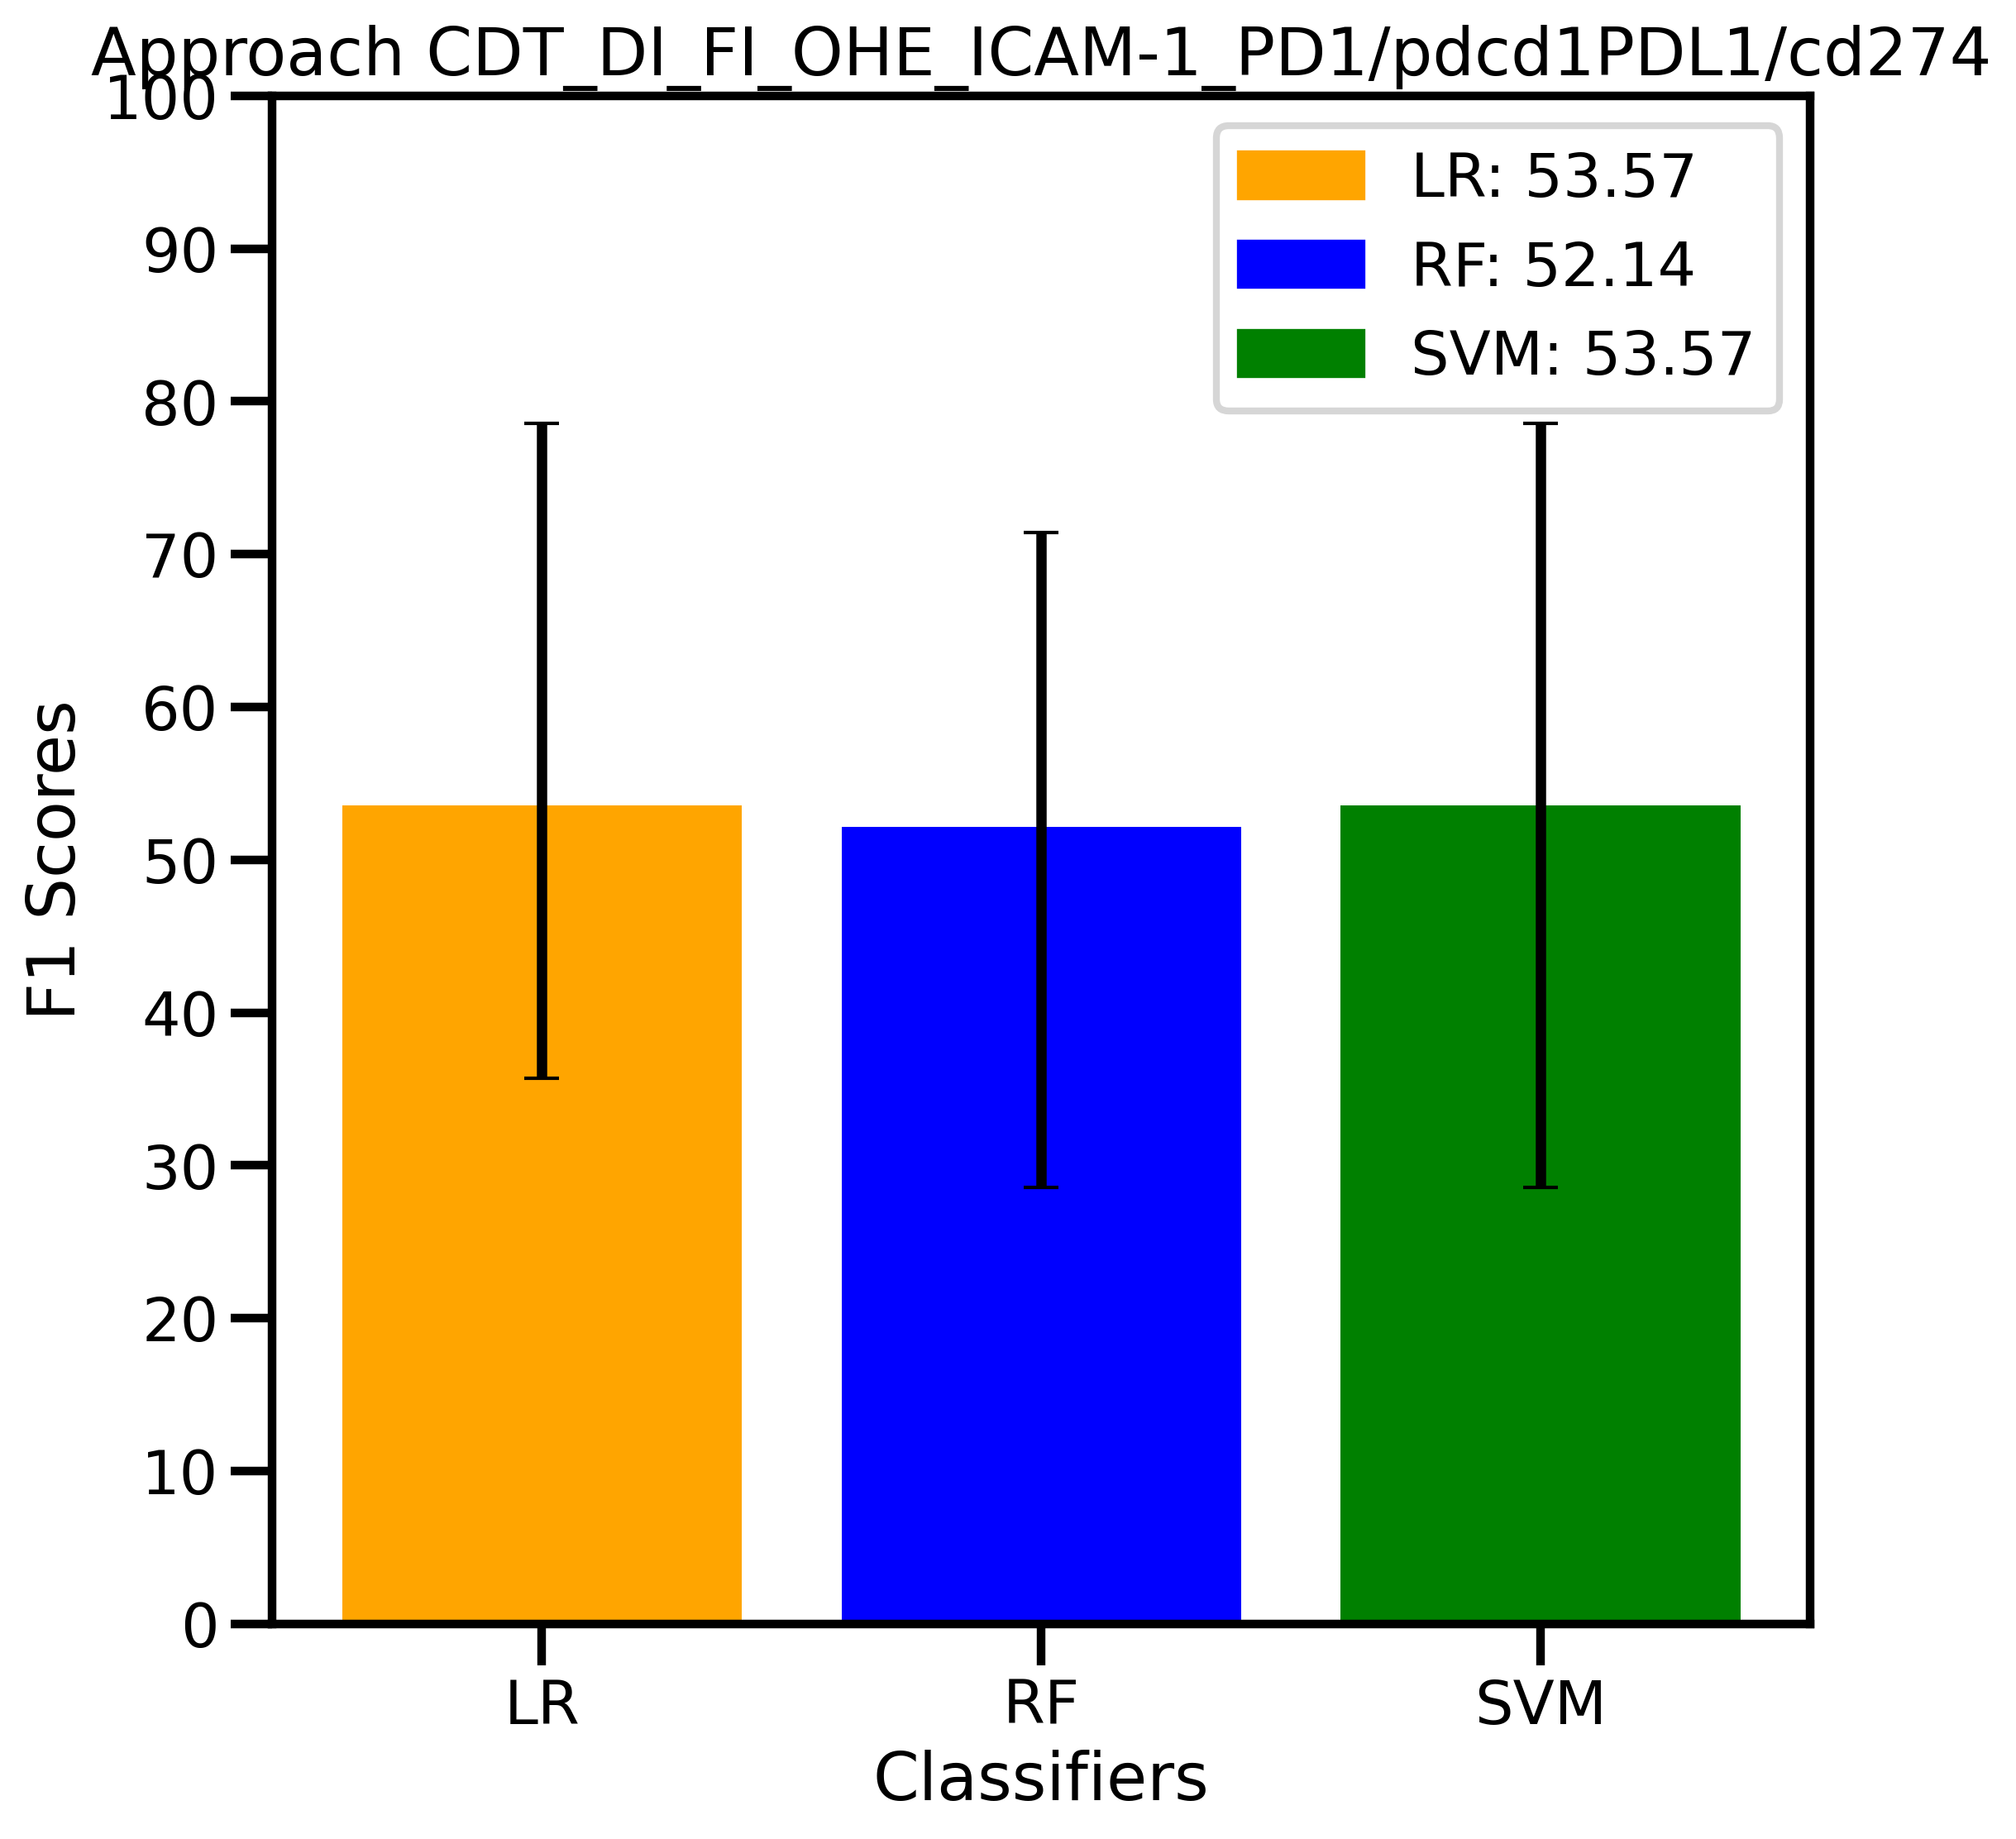 Approach CDT_DI_FI_OHE_ICAM-1_PD1/pdcd1PDL1/cd274
100
90
80
70
60
50
40
30
20
10
0
F1 Scores
LR: 53.57
RF: 52.14
SVM: 53.57
LR
RF
SVM
Classifiers